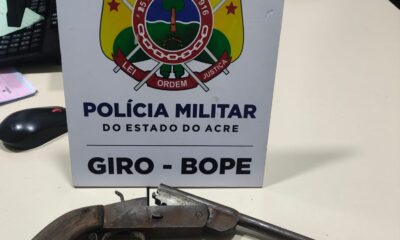 LEI ORDEM JUSTIÇA
POLÍCIA MILITAR
DO ESTADO DO ACRE
GIRO - BOPE